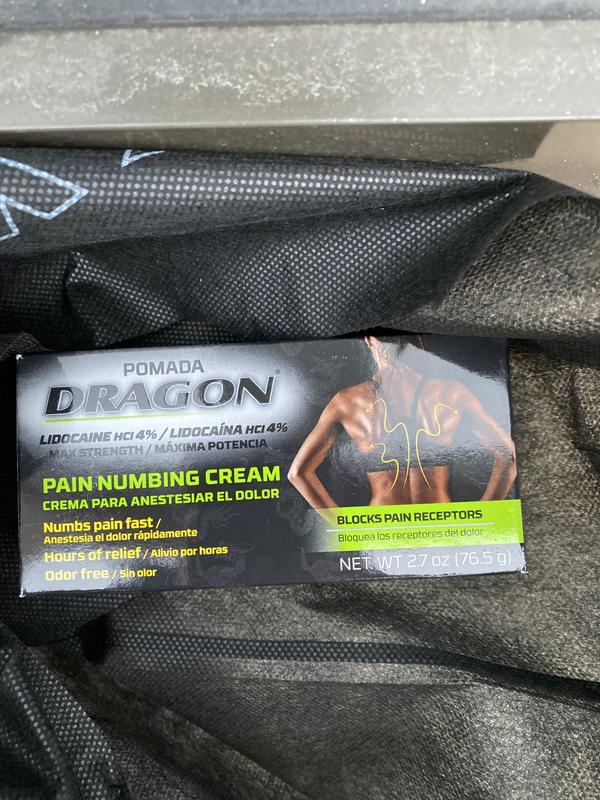 POMADA
DRAGON®
LIDOCAINE HCl 4% / LIDOCAÍNA HCl 4%
MAX STRENGTH / MÁXIMA POTENCIA
PAIN NUMBING CREAM
CREMA PARA ANESTESIAR EL DOLOR
Numbs pain fast /
Anestesia el dolor rápidamente
Hours of relief / Alivio por horas
Odor free / Sin olor
BLOCKS PAIN RECEPTORS
Bloquea los receptores del dolor
NET WT 2.7 oz (76.5 g)